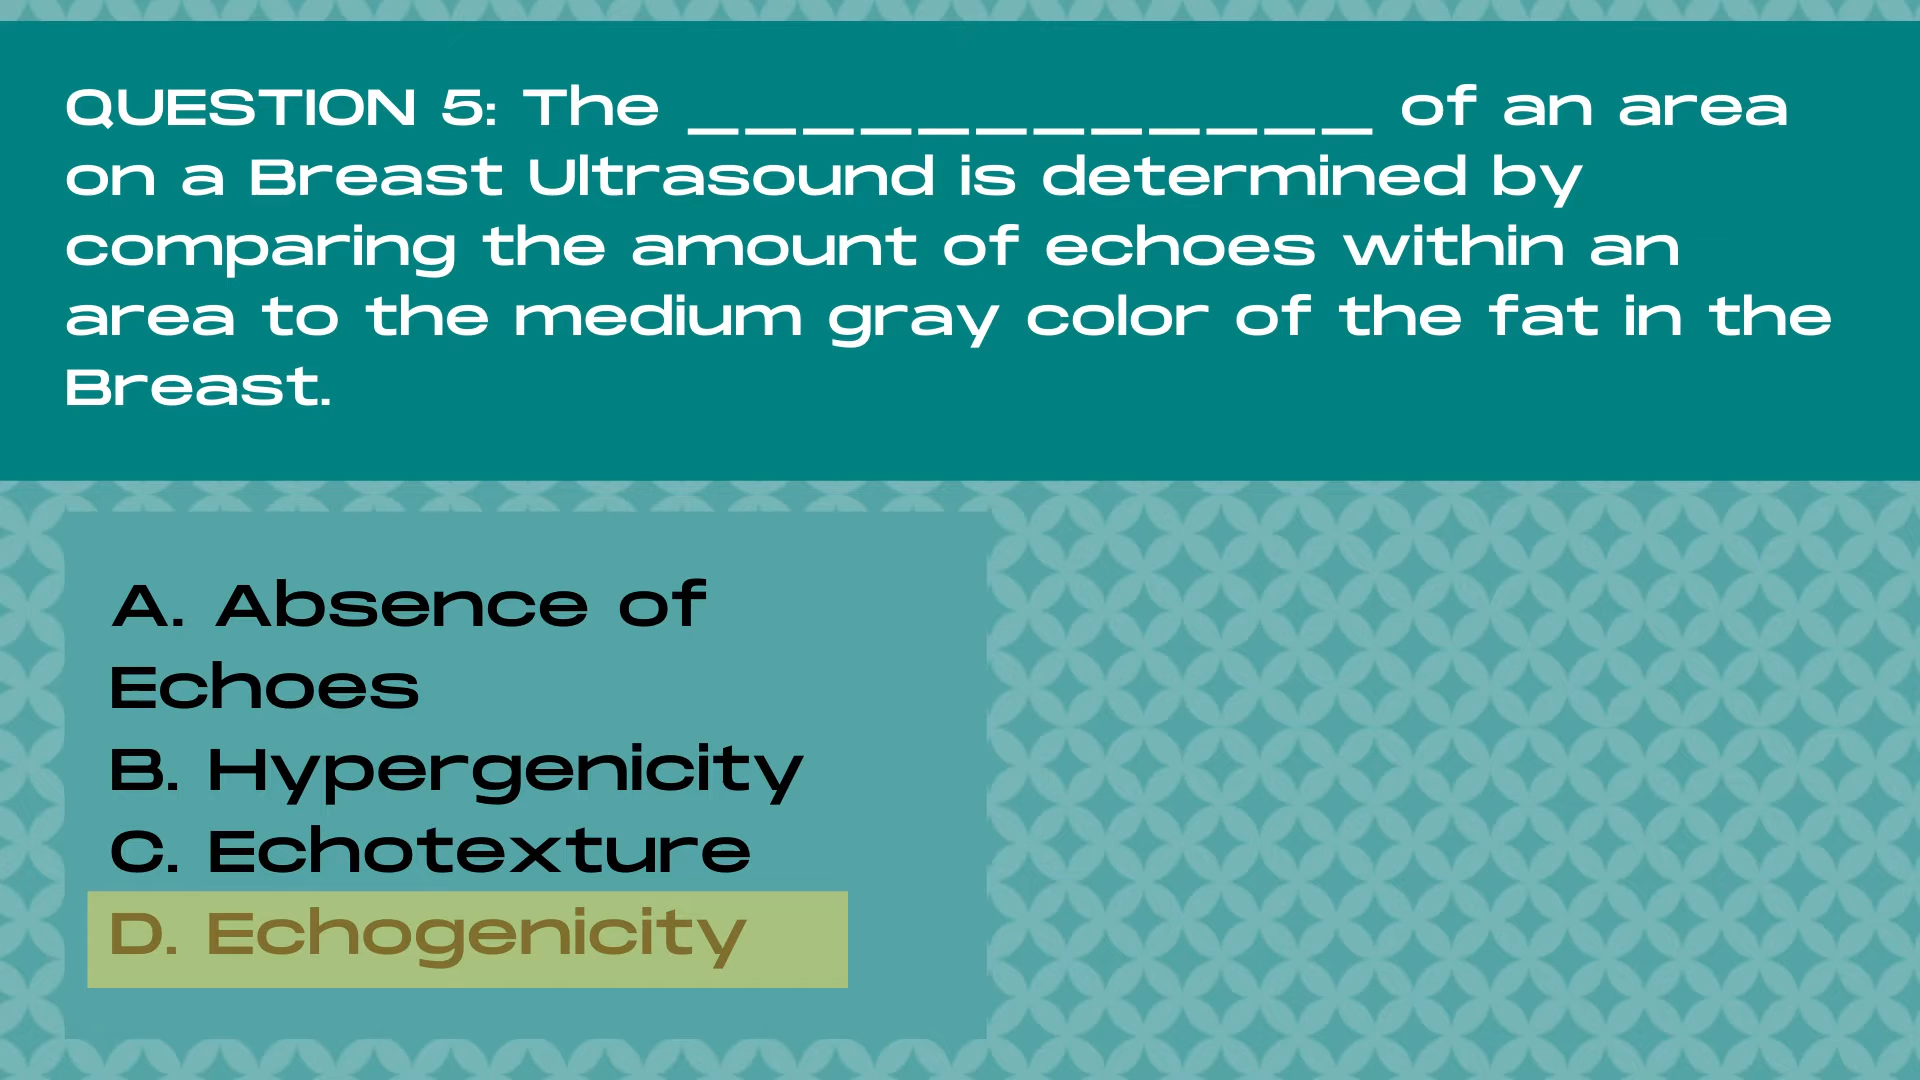 QUESTION 5: The _____________ of an area
on a Breast Ultrasound is determined by
comparing the amount of echoes within an
area to the medium gray color of the fat in the
Breast.
A. Absence of
Echoes
B. Hypergenicity
C. Echotexture
D. Echogenicity